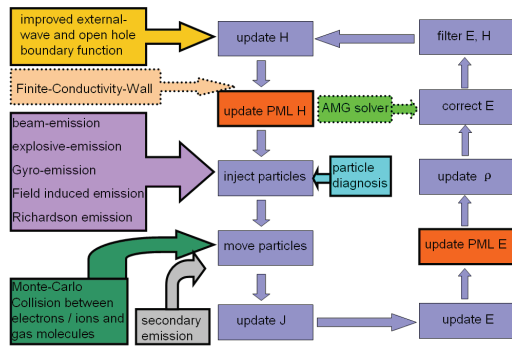 improved external-
wave and open hole
boundary function
update H
filter E, H
Finite-Conductivity-Wall
update PML H
AMG solver
correct E
beam-emission
explosive-emission
Gyro-emission
Field induced emission
Richardson emission
inject particles
particle
diagnosis
update ρ
move particles
update PML E
Monte-Carlo
Collision between
electrons / ions and
gas molecules
secondary
emission
update J
update E